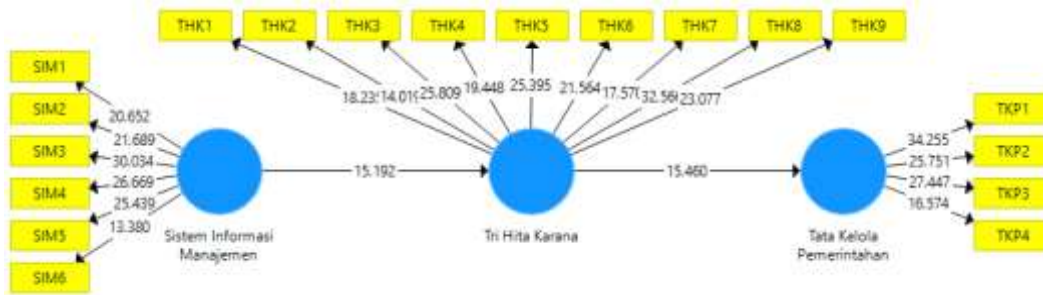 THK1 THK2 THK3 THK4 THK5 THK6 THK7 THK8 THK9
SIM1
SIM2
SIM3
SIM4
SIM5
SIM6
20.652
21.689
30.034
26.669
25.439
13.380
25.809
19.448
25.395
21.564
23.077
15.192
15.460
34.255
25.751
27.447
16.574
TKP1
TKP2
TKP3
TKP4
Sistem Informasi
Manajemen
Tri Hita Karana
Tata Kelola
Pemerintahan